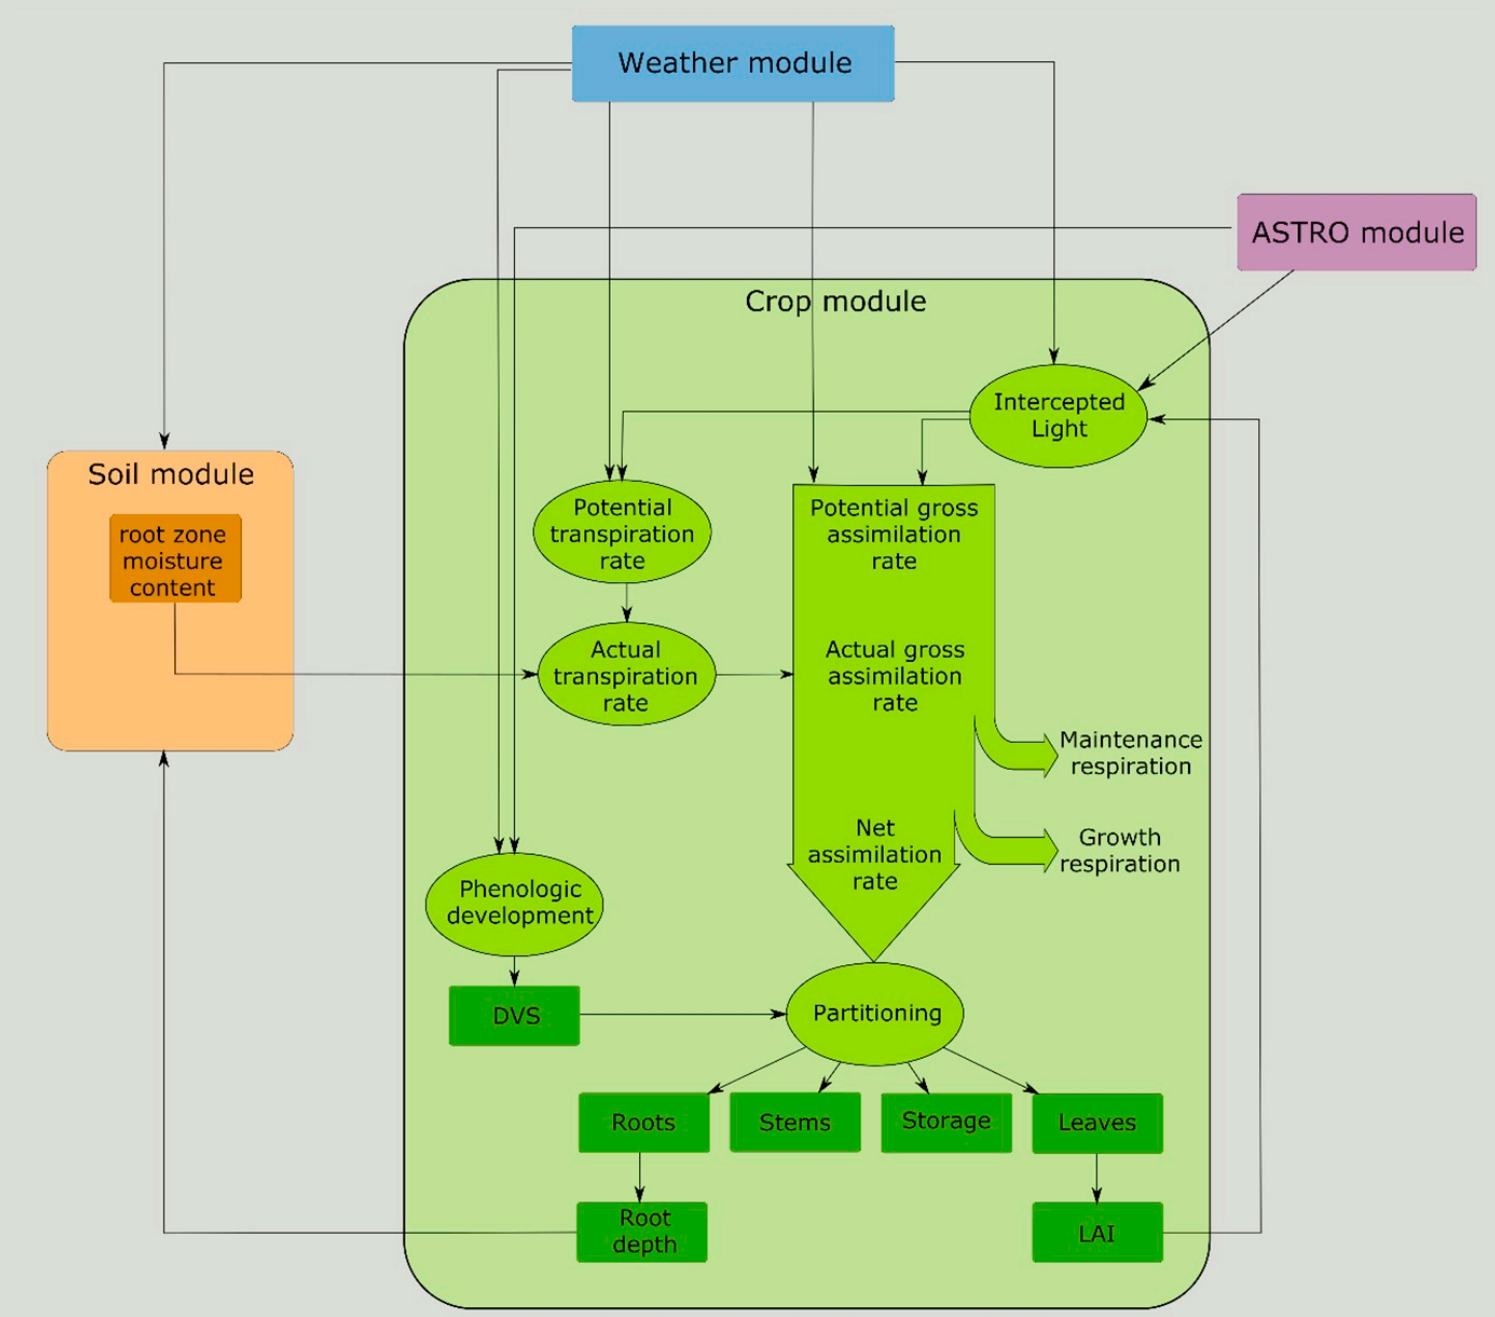 Weather module
ASTRO module
Crop module
Intercepted
Light
Soil module
root zone
moisture
content
Potential
transpiration
rate
Potential gross
assimilation
rate
Actual
transpiration
rate
Actual gross
assimilation
rate
Maintenance
respiration
Net
assimilation
rate
Growth
respiration
Phenologic
development
DVS
Partitioning
Roots
Stems
Storage
Leaves
Root
depth
LAI